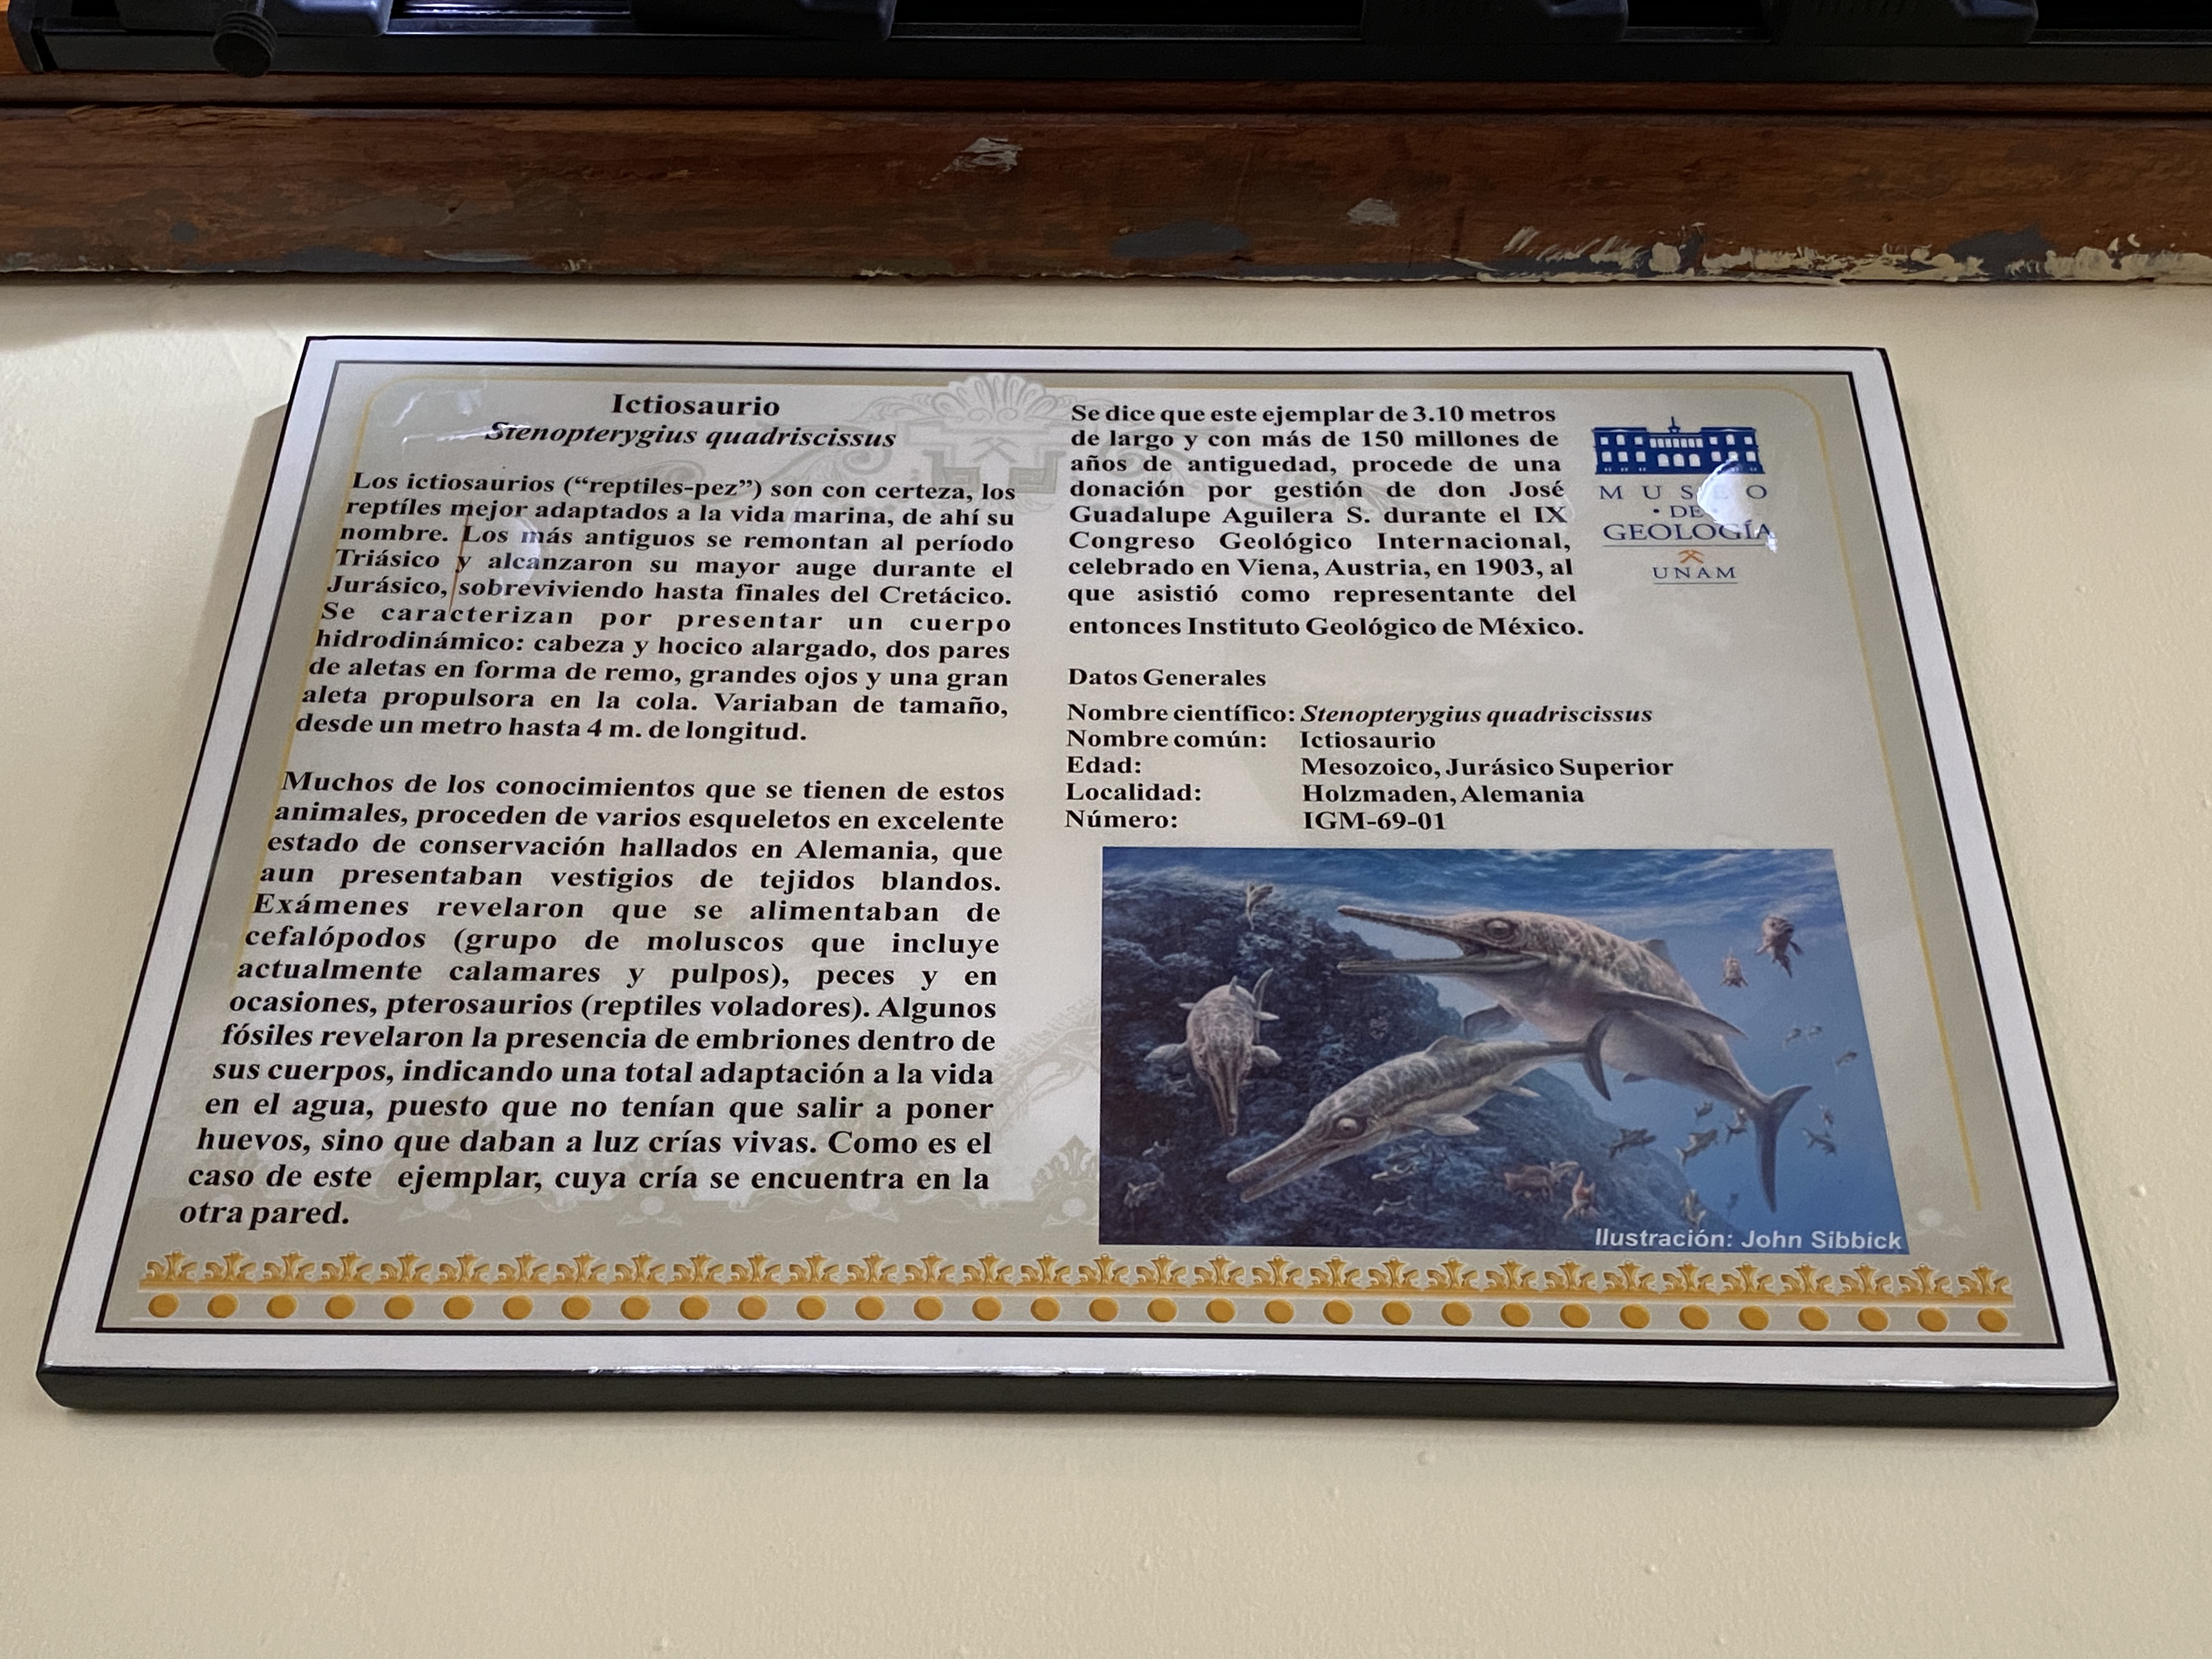 Ictiosaurio
Stenopterygius quadriscissus
Los ictiosaurios (“reptiles-pez”) son con certeza, los
reptíles mejor adaptados a la vida marina, de ahí su
nombre. Los más antiguos se remontan al período
Triásico y alcanzaron su mayor auge durante el
Jurásico, sobreviviendo hasta finales del Cretácico.
Se caracterizan por presentar un cuerpo
hidrodinámico: cabeza y hocico alargado, dos pares
de aletas en forma de remo, grandes ojos y una gran
aleta propulsora en la cola. Variaban de tamaño,
desde un metro hasta 4 m. de longitud.
Muchos de los conocimientos que se tienen de estos
animales, proceden de varios esqueletos en excelente
estado de conservación hallados en Alemania, que
aun presentaban vestigios de tejidos blandos.
Exámenes revelaron que se alimentaban de
cefalópodos (grupo de moluscos que incluye
actualmente calamares y pulpos), peces y en
ocasiones, pterosaurios (reptiles voladores). Algunos
fósiles revelaron la presencia de embriones dentro de
sus cuerpos, indicando una total adaptación a la vida
en el agua, puesto que no tenían que salir a poner
huevos, sino que daban a luz crías vivas. Como es el
caso de este ejemplar, cuya cría se encuentra en la
otra pared.
Se dice que este ejemplar de 3.10 metros
de largo y con más de 150 millones de
años de antiguedad, procede de una
donación por gestión de don José
Guadalupe Aguilera S. durante el IX
Congreso Geológico Internacional,
celebrado en Viena, Austria, en 1903, al
que asistió como representante del
entonces Instituto Geológico de México.
MUSEO
• DE •
GEOLOGÍA
UNAM
Datos Generales
Nombre científico: Stenopterygius quadriscissus
Nombre común: Ictiosaurio
Edad: Mesozoico, Jurásico Superior
Localidad: Holzmaden, Alemania
Número: IGM-69-01
Ilustración: John Sibbick